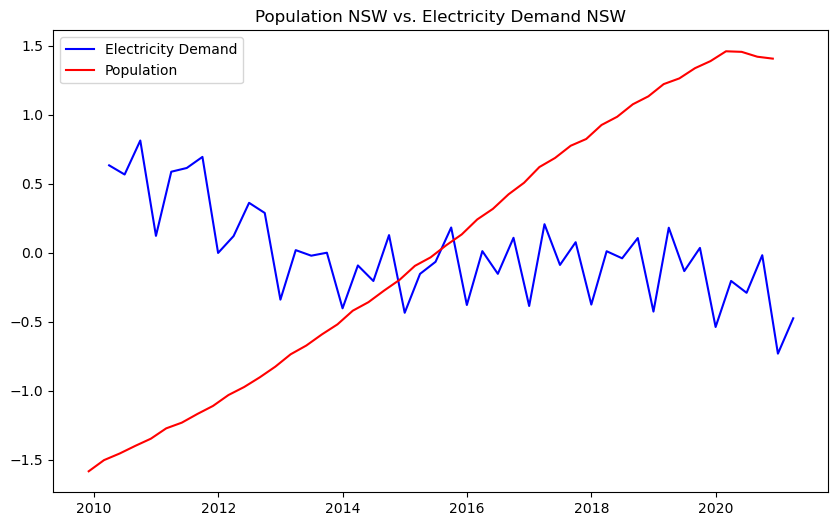 Population NSW vs. Electricity Demand NSW
Electricity Demand
Population
1.5
1.0
0.5
0.0
−0.5
−1.0
−1.5
2010 2012 2014 2016 2018 2020